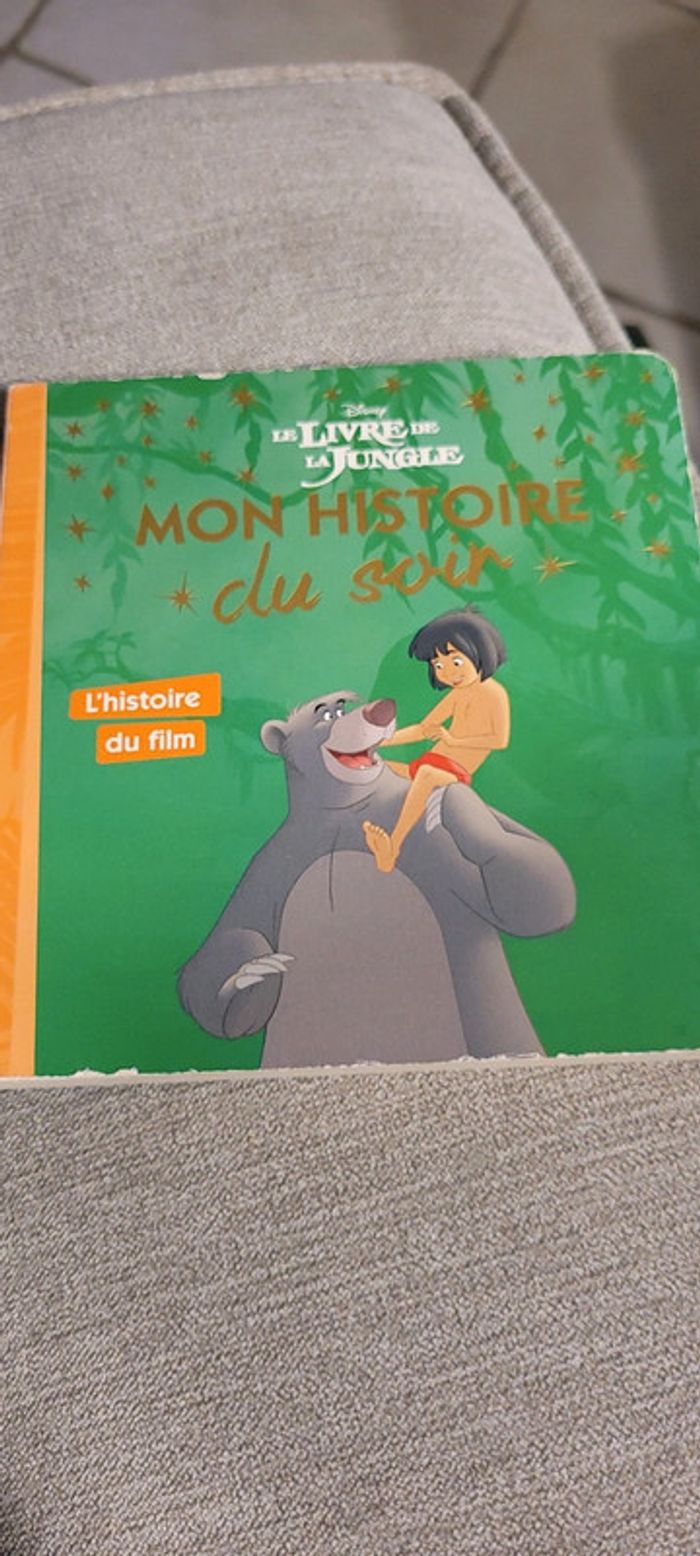 Disney
LE LIVRE DE
LA JUNGLE
MON HISTOIRE
du soir
L'histoire
du film